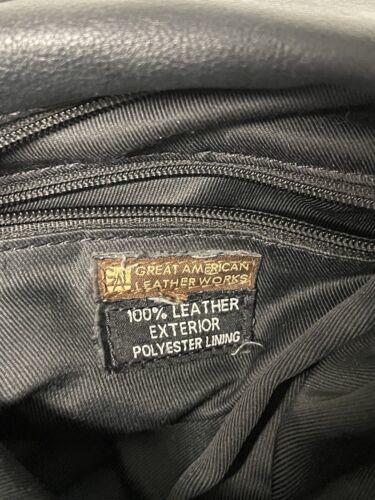 GREAT AMERICAN
LEATHERWORKS
100% LEATHER
EXTERIOR
POLYESTER LINING